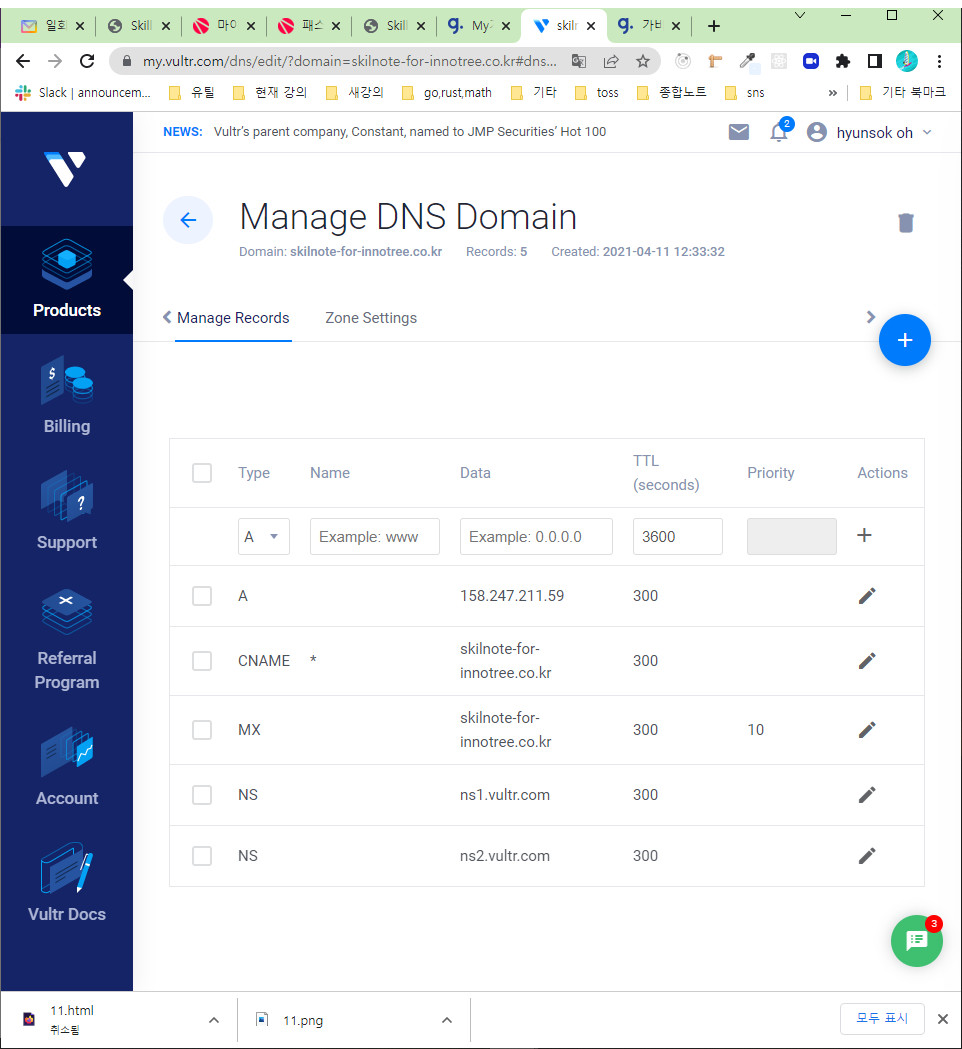 일회
Skill
마이
패스
Skill
My
skiln
가비
my.vultr.com/dns/edit/?domain=skilnote-for-innotree.co.kr#dns...
Slack | announcem...
유틸
현재 강의
새강의
go,rust,math
기타
toss
종합노트
sns
»
기타 북마크
NEWS: Vultr's parent company, Constant, named to JMP Securities' Hot 100
2
hyunsok oh
Manage DNS Domain
Domain: skilnote-for-innotree.co.kr Records: 5 Created: 2021-04-11 12:33:32
Products
Manage Records
Zone Settings
Billing
Support
Referral
Program
Account
Vultr Docs
Type Name Data TTL (seconds) Priority Actions
A Example: www Example: 0.0.0.0 3600
A 158.247.211.59 300
CNAME * skilnote-for-innotree.co.kr 300
MX skilnote-for-innotree.co.kr 300 10
NS ns1.vultr.com 300
NS ns2.vultr.com 300
3
11.html
취소됨
11.png
모두 표시